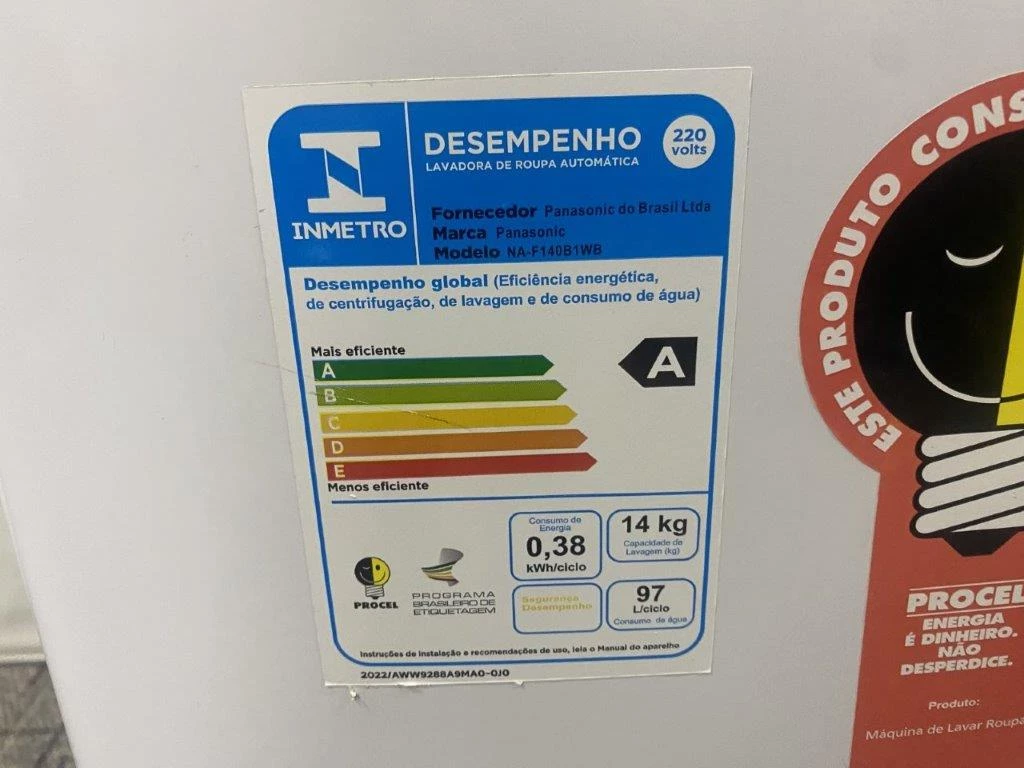 INMETRO
DESEMPENHO
LAVADORA DE ROUPA AUTOMÁTICA
220
volts
Fornecedor Panasonic do Brasil Ltda
Marca Panasonic
Modelo NA-F140B1WB
Desempenho global (Eficiência energética,
de centrifugação, de lavagem e de consumo de água)
Mais eficiente
A
B
C
D
E
Menos eficiente
A
PROCEL
PROGRAMA
BRASILEIRO DE
ETIQUETAGEM
Consumo de
Energia
0,38
kWh/ciclo
14 kg
Capacidade de
Lavagem (kg)
Segurança
Desempenho
97
L/ciclo
Consumo de água
Instruções de instalação e recomendações de uso, leia o Manual do aparelho
2022/AWW9288A9MA0-0J0
ESTE PRODUTO CONS
PROCEL
ENERGIA
É DINHEIRO.
NÃO
DESPERDICE.
Produto:
Máquina de Lavar Roupa